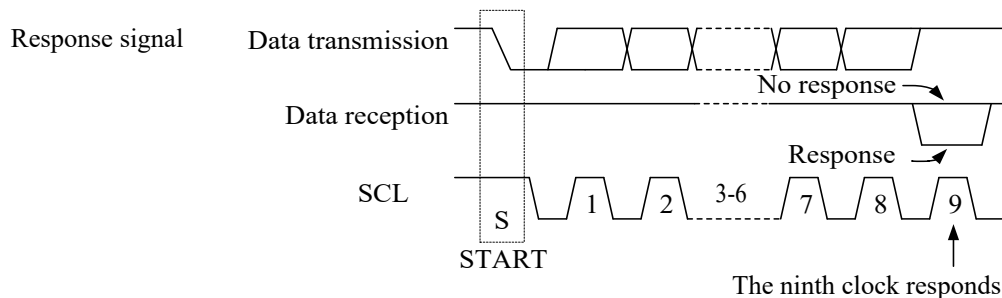 Response signal
Data transmission
No response
Data reception
Response
SCL
1
2
3-6
7
8
9
S
START
The ninth clock responds